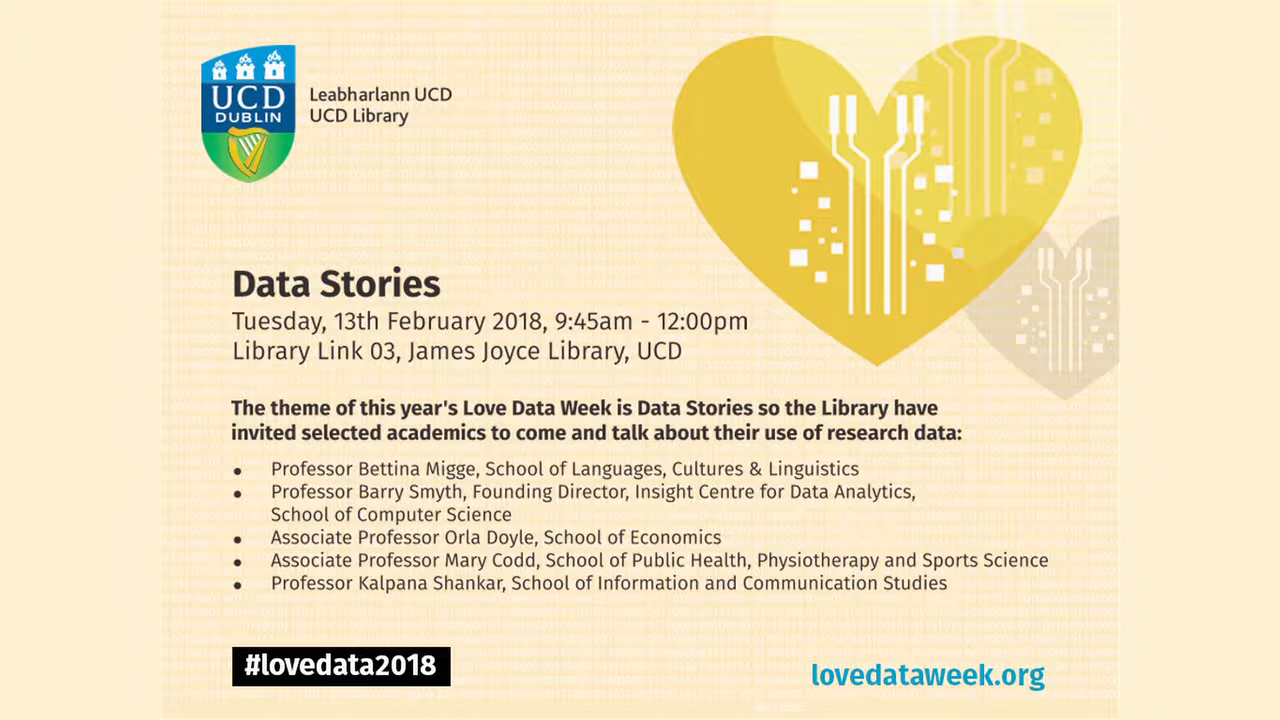 UCD
DUBLIN
Leabharlann UCD
UCD Library
Data Stories
Tuesday, 13th February 2018, 9:45am - 12:00pm
Library Link 03, James Joyce Library, UCD
The theme of this year's Love Data Week is Data Stories so the Library have
invited selected academics to come and talk about their use of research data:
• Professor Bettina Migge, School of Languages, Cultures & Linguistics
• Professor Barry Smyth, Founding Director, Insight Centre for Data Analytics,
School of Computer Science
• Associate Professor Orla Doyle, School of Economics
• Associate Professor Mary Codd, School of Public Health, Physiotherapy and Sports Science
• Professor Kalpana Shankar, School of Information and Communication Studies
#lovedata2018
lovedataweek.org